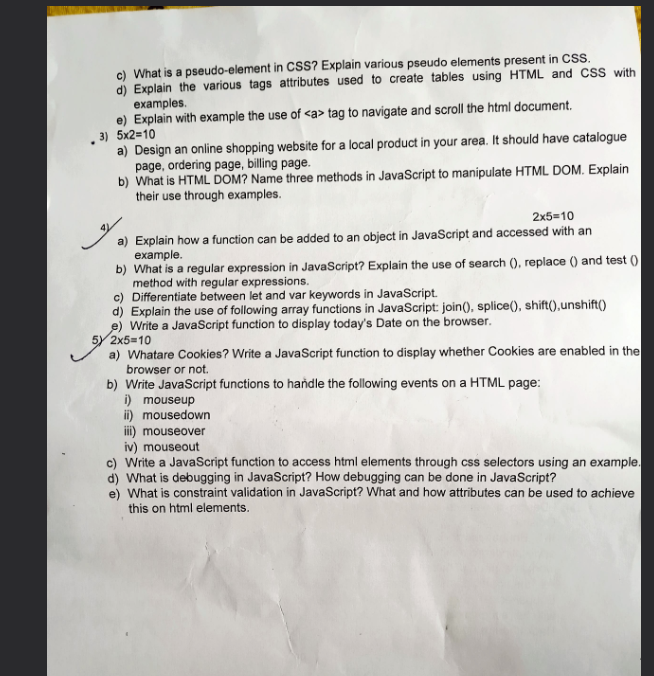 c) What is a pseudo-element in CSS? Explain various pseudo elements present in CSS.
d) Explain the various tags attributes used to create tables using HTML and CSS with
examples.
e) Explain with example the use of <a> tag to navigate and scroll the html document.
3) 5x2=10
a) Design an online shopping website for a local product in your area. It should have catalogue
page, ordering page, billing page.
b) What is HTML DOM? Name three methods in JavaScript to manipulate HTML DOM. Explain
their use through examples.
4) 2x5=10
a) Explain how a function can be added to an object in JavaScript and accessed with an
example.
b) What is a regular expression in JavaScript? Explain the use of search (), replace () and test ()
method with regular expressions.
c) Differentiate between let and var keywords in JavaScript.
d) Explain the use of following array functions in JavaScript: join(), splice(), shift(),unshift()
e) Write a JavaScript function to display today's Date on the browser.
5) 2x5=10
a) Whatare Cookies? Write a JavaScript function to display whether Cookies are enabled in the
browser or not.
b) Write JavaScript functions to handle the following events on a HTML page:
i) mouseup
ii) mousedown
iii) mouseover
iv) mouseout
c) Write a JavaScript function to access html elements through css selectors using an example.
d) What is debugging in JavaScript? How debugging can be done in JavaScript?
e) What is constraint validation in JavaScript? What and how attributes can be used to achieve
this on html elements.